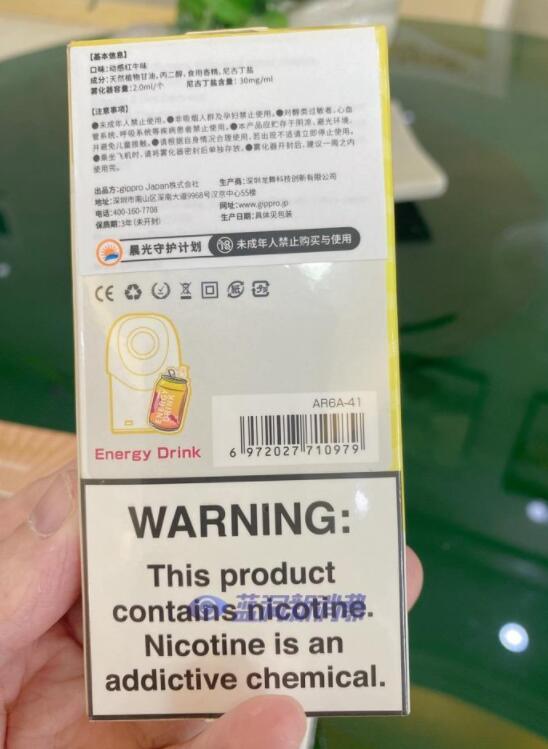 【基本信息】
口味:动感红牛味
成分:天然植物甘油,丙二醇,食用香精,尼古丁盐
雾化器容量:2.0ml/个 尼古丁盐含量: 30mg/ml
【注意事项】
●未成年人禁止使用。●非吸烟人群及孕妇禁止使用。●对醇类过敏者、心血
管系统、呼吸系统等疾病患者禁止使用。●本产品应贮存于阴凉、避光环境,
并避免儿童接触。●请根据自身情况合理使用,若出现不适请立即停止使用。
●乘坐飞机时,请将雾化器密封后单独存放。●雾化器开封后,建议一周之内
使用完。
出品方:gippro Japan株式会社 生产商:深圳龙舞科技创新有限公司
地址:深圳市南山区深南大道9968号汉京中心55楼
电话:400-160-7708 网址:www.gippro.jp
保质期:3年(未开封) 生产日期:具体见包装
晨光守护计划 18 未成年人禁止购买与使用
CE
ENERGY
DRINK
AR6A-41
Energy Drink 6 972027 710979
WARNING:
This product
contains nicotine.
蓝洞新消费
Nicotine is an
addictive chemical.